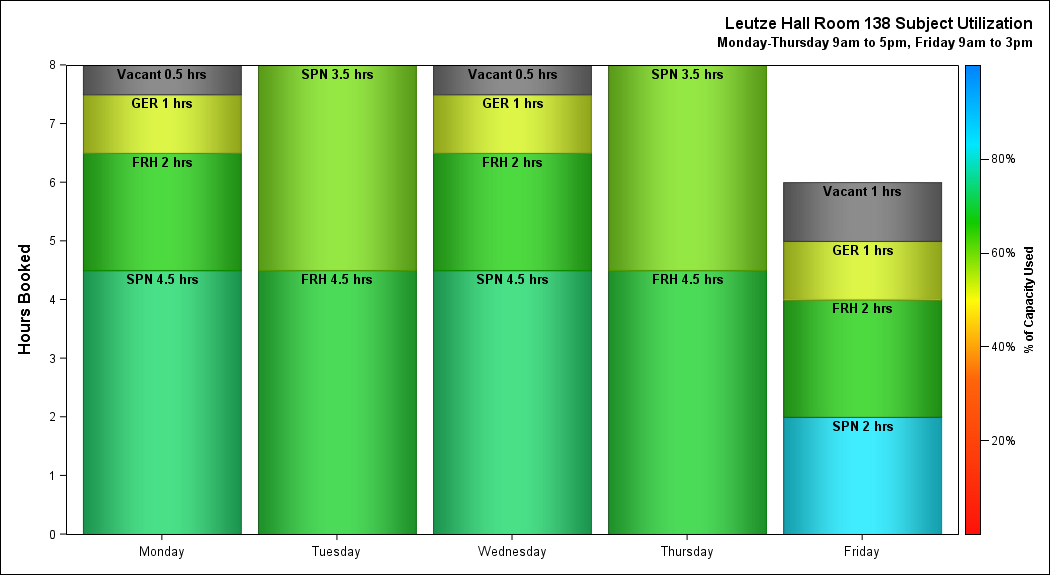 Leutze Hall Room 138 Subject Utilization
Monday-Thursday 9am to 5pm, Friday 9am to 3pm
Hours Booked
8
7
6
5
4
3
2
1
0
Vacant 0.5 hrs
GER 1 hrs
FRH 2 hrs
SPN 4.5 hrs
SPN 3.5 hrs
FRH 4.5 hrs
Vacant 0.5 hrs
GER 1 hrs
FRH 2 hrs
SPN 4.5 hrs
SPN 3.5 hrs
FRH 4.5 hrs
Vacant 1 hrs
GER 1 hrs
FRH 2 hrs
SPN 2 hrs
Monday
Tuesday
Wednesday
Thursday
Friday
80%
60%
40%
20%
% of Capacity Used